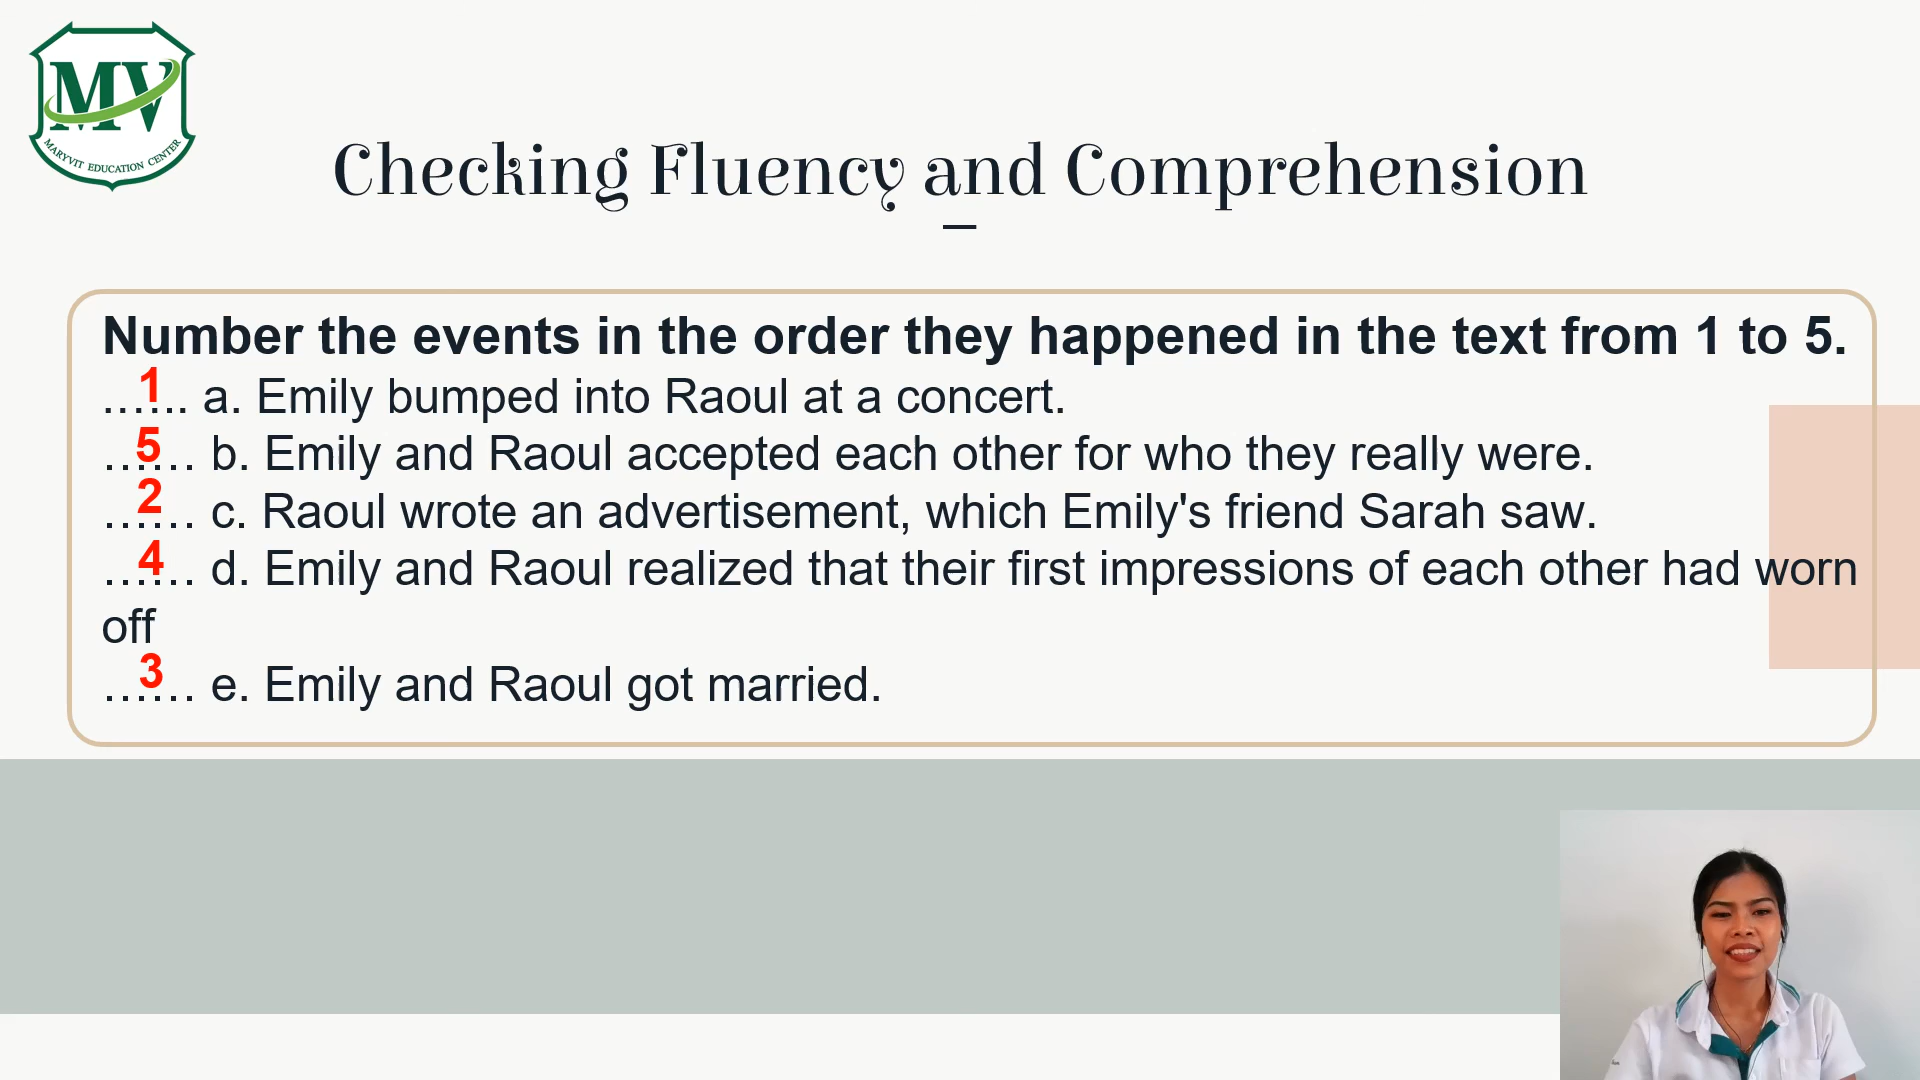 MV
MARYVIT EDUCATION CENTER
Checking Fluency and Comprehension
Number the events in the order they happened in the text from 1 to 5.
…1… a. Emily bumped into Raoul at a concert.
…5… b. Emily and Raoul accepted each other for who they really were.
…2… c. Raoul wrote an advertisement, which Emily's friend Sarah saw.
…4… d. Emily and Raoul realized that their first impressions of each other had worn
off
…3… e. Emily and Raoul got married.